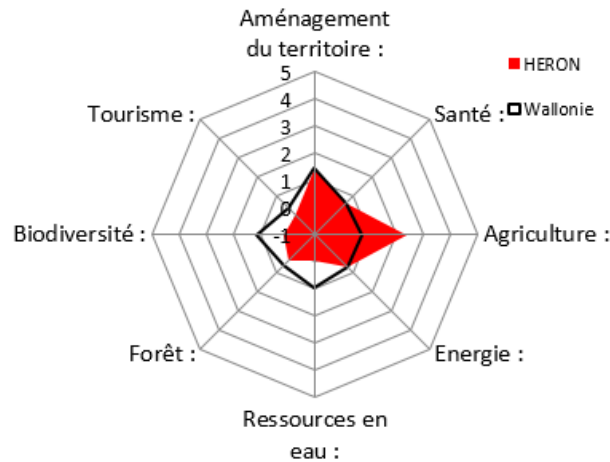 Aménagement
du territoire :
HERON
Wallonie
5
4
3
2
1
0
-1
Tourisme :
Santé :
Biodiversité :
Agriculture :
Forêt :
Energie :
Ressources en
eau :